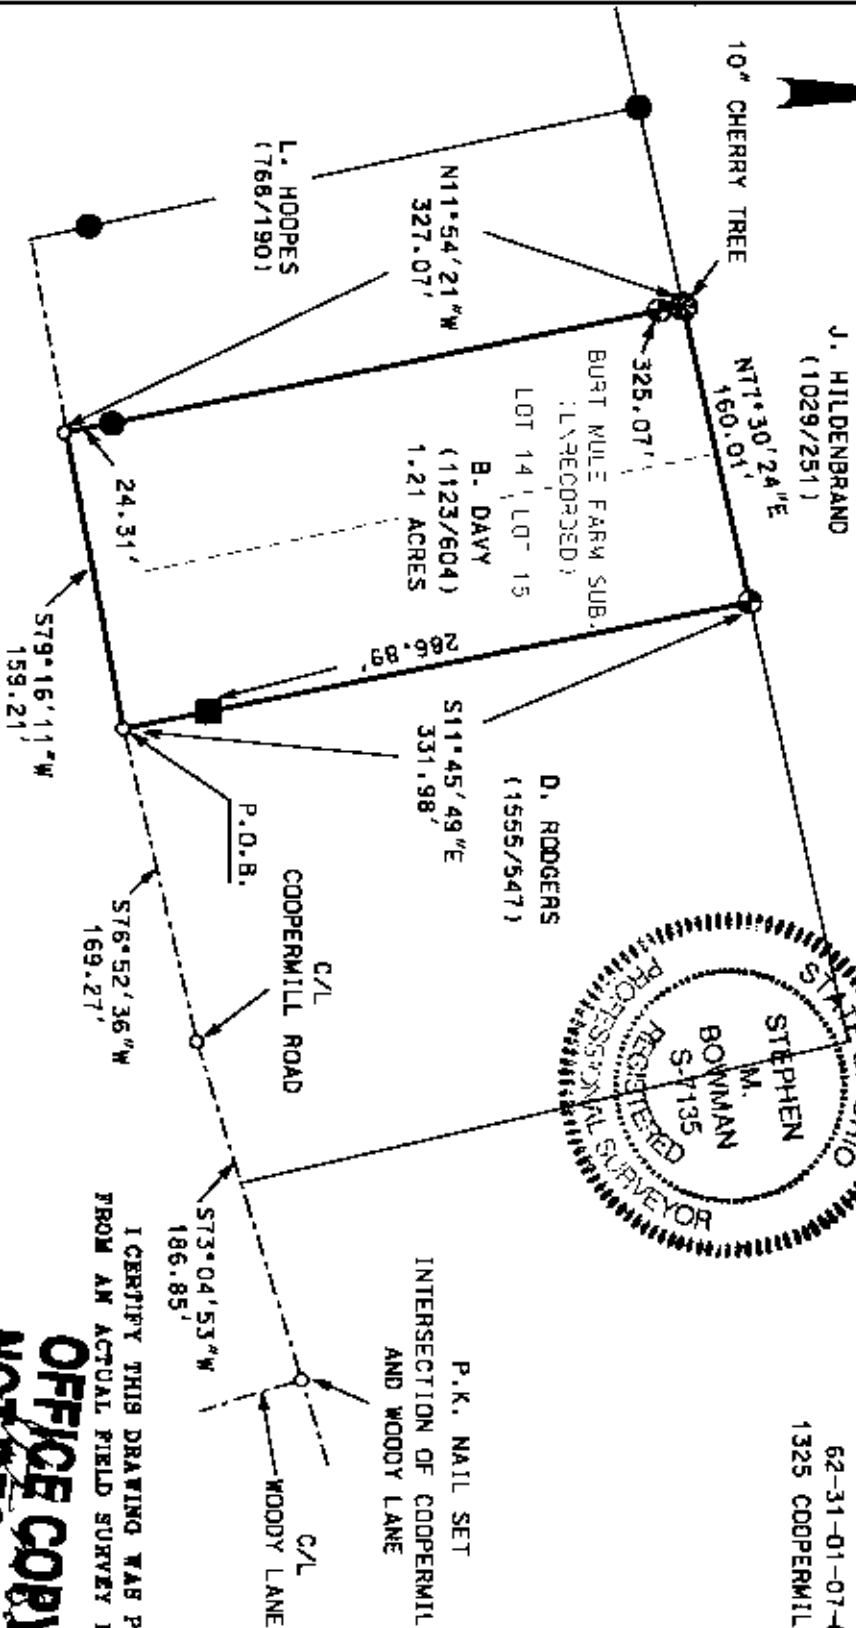 62-31-01-07-
1325 COOPERMIL
J. HILDENBRAND
(1029/251)
10" CHERRY TREE
N77°30'24"E
160.01'
325.07'
BURT MULE FARM SUB.
LOT 14 LOT 15
N11°54'21"W
327.07'
B. DAVY
(1123/604)
1.21 ACRES
L. HOOPES
(768/190)
286.89'
S11°45'49"E
331.98'
D. RODGERS
(1555/547)
STATE
OHIO
STEPHEN
M.
BOWMAN
S-7135
REGISTERED
PROFESSIONAL SURVEYOR
24.31'
S79°16'11"W
159.21'
P.O.B.
C/L
COOPERMILL ROAD
S76°52'36"W
169.27'
S73°04'53"W
186.85'
P.K. NAIL SET
INTERSECTION OF COOPERMIL
AND WOODY LANE
C/L
WOODY LANE
I CERTIFY THIS DRAWING WAS P
FROM AN ACTUAL FIELD SURVEY
OFFICE COPY
NOT